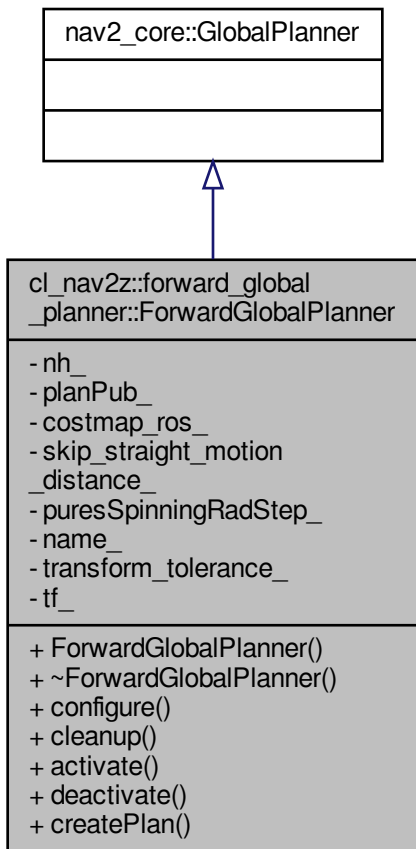 nav2_core::GlobalPlanner
cl_nav2z::forward_global
_planner::ForwardGlobalPlanner
- nh_
- planPub_
- costmap_ros_
- skip_straight_motion
_distance_
- puresSpinningRadStep_
- name_
- transform_tolerance_
- tf_
+ ForwardGlobalPlanner()
+ ~ForwardGlobalPlanner()
+ configure()
+ cleanup()
+ activate()
+ deactivate()
+ createPlan()